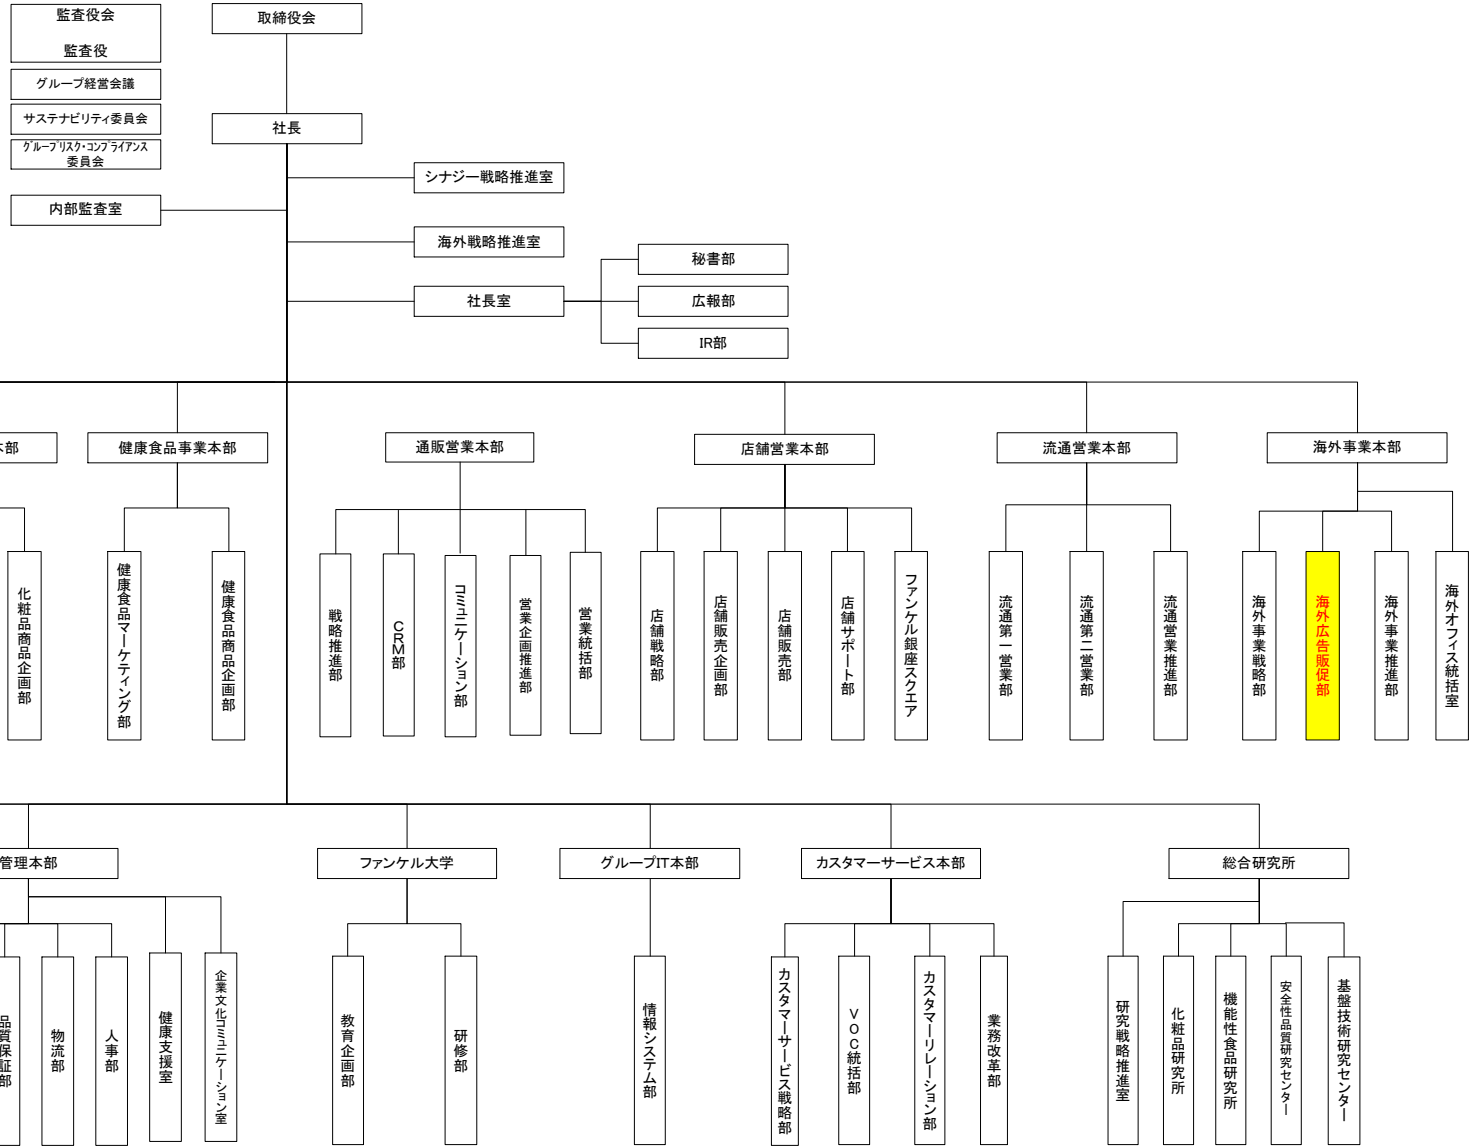 監査役会
監査役
取締役会
グループ経営会議
サステナビリティ委員会
グループリスク・コンプライアンス
委員会
社長
シナジー戦略推進室
内部監査室
海外戦略推進室
秘書部
社長室
広報部
IR部
本部
健康食品事業本部
通販営業本部
店舗営業本部
流通営業本部
海外事業本部
化粧品商品企画部
健康食品マーケティング部
健康食品商品企画部
戦略推進部
CRM部
コミュニケーション部
営業企画推進部
営業統括部
店舗戦略部
店舗販売企画部
店舗販売部
店舗サポート部
ファンケル銀座スクエア
流通第一営業部
流通第二営業部
流通営業推進部
海外事業戦略部
海外広告販促部
海外事業推進部
海外オフィス統括室
管理本部
ファンケル大学
グループIT本部
カスタマーサービス本部
総合研究所
品質保証部
物流部
人事部
健康支援室
企業文化コミュニケーション室
教育企画部
研修部
情報システム部
カスタマーサービス戦略部
VOC統括部
カスタマーリレーション部
業務改革部
研究戦略推進室
化粧品研究所
機能性食品研究所
安全性品質研究センター
基盤技術研究センター